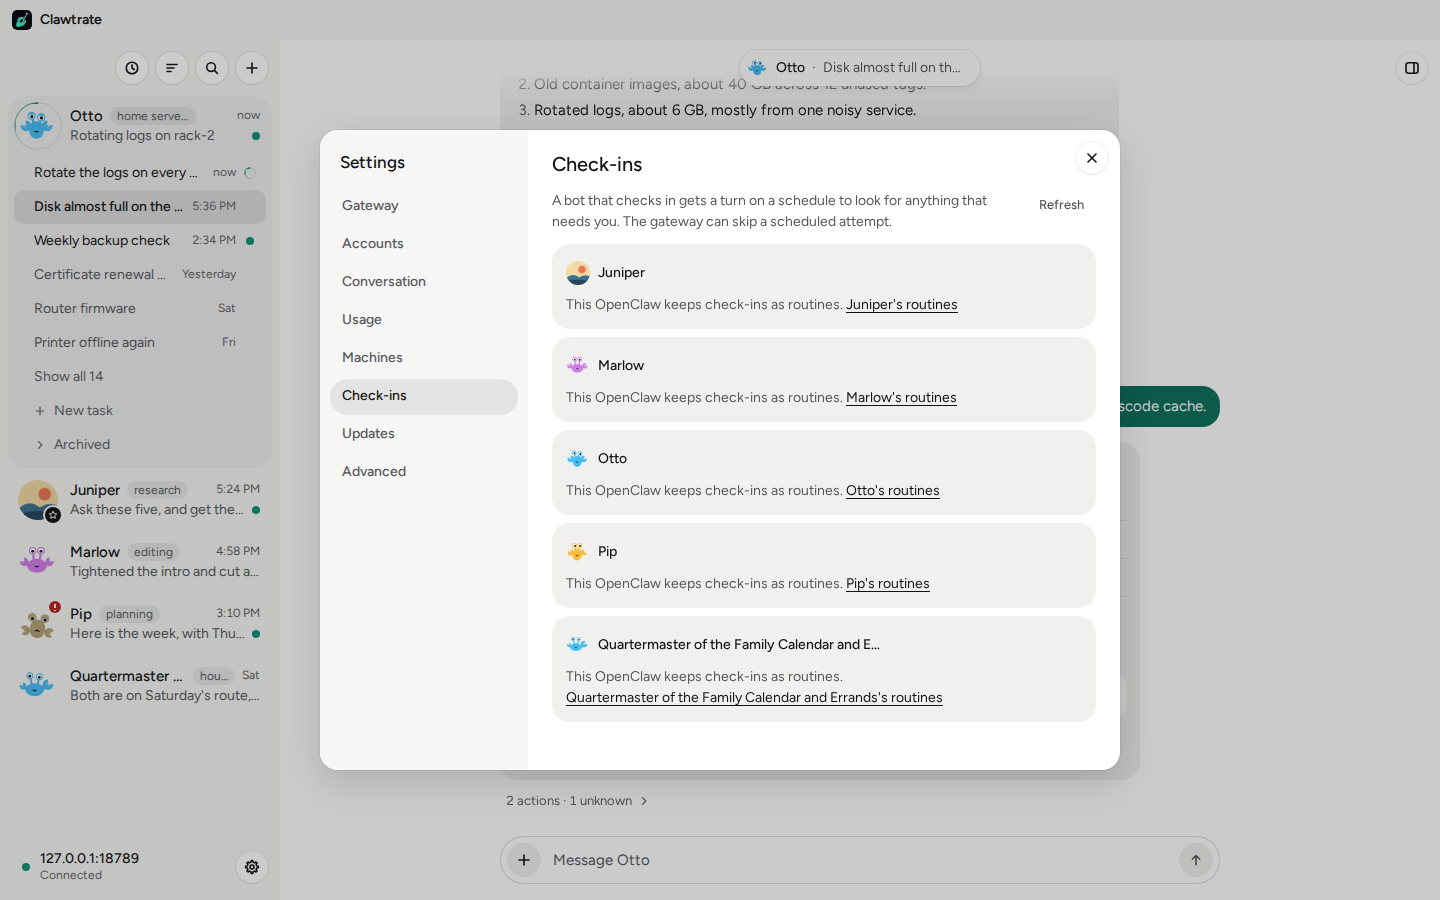 Clawtrate
Otto home serve... now
Rotating logs on rack-2
Rotate the logs on every ... now
Disk almost full on the ... 5:36 PM
Weekly backup check 2:34 PM
Certificate renewal ... Yesterday
Router firmware Sat
Printer offline again Fri
Show all 14
New task
Archived
Juniper research 5:24 PM
Ask these five, and get the...
Marlow editing 4:58 PM
Tightened the intro and cut a...
Pip planning 3:10 PM
Here is the week, with Thu...
Quartermaster ... hou... Sat
Both are on Saturday's route,...
127.0.0.1:18789
Connected
Otto · Disk almost full on th...
2. Old container images, about 40 GB across 12 unused tags.
3. Rotated logs, about 6 GB, mostly from one noisy service.
Settings
Gateway
Accounts
Conversation
Usage
Machines
Check-ins
Updates
Advanced
Check-ins
A bot that checks in gets a turn on a schedule to look for anything that
needs you. The gateway can skip a scheduled attempt.
Refresh
Juniper
This OpenClaw keeps check-ins as routines. Juniper's routines
Marlow
This OpenClaw keeps check-ins as routines. Marlow's routines
Otto
This OpenClaw keeps check-ins as routines. Otto's routines
Pip
This OpenClaw keeps check-ins as routines. Pip's routines
Quartermaster of the Family Calendar and E...
This OpenClaw keeps check-ins as routines.
Quartermaster of the Family Calendar and Errands's routines
cache.
2 actions · 1 unknown
Message Otto